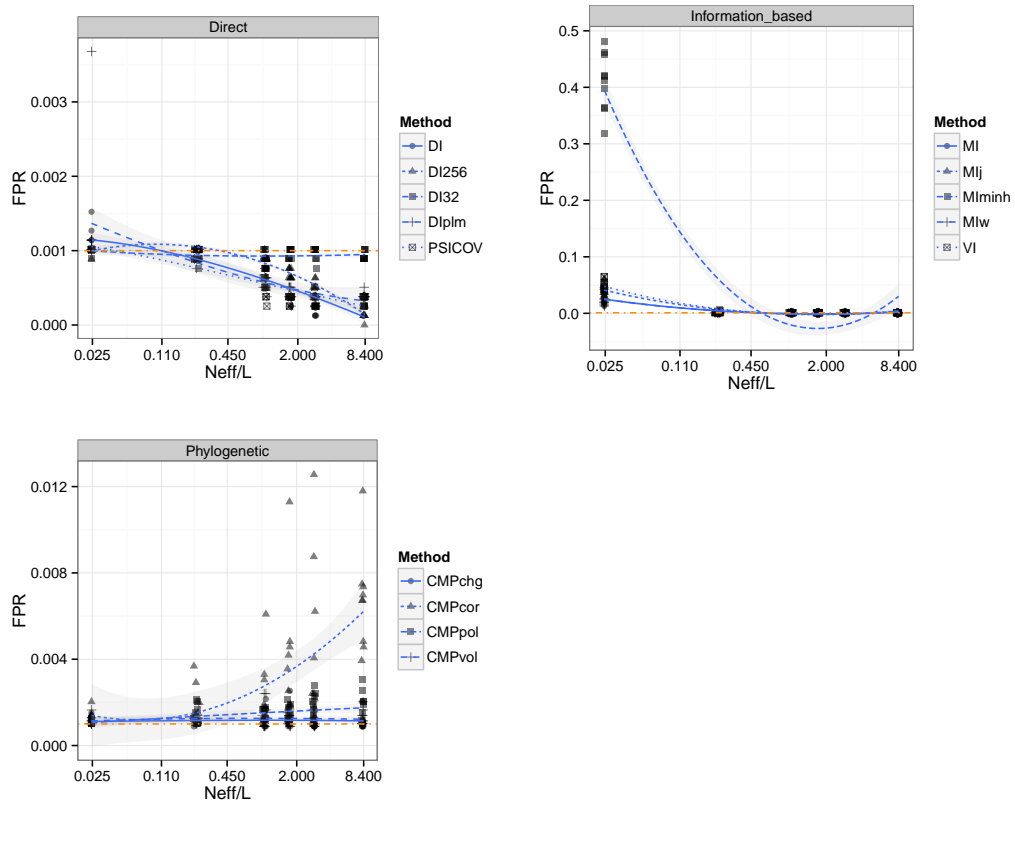 Direct
FPR
0.003
0.002
0.001
0.000
0.025 0.110 0.450 2.000 8.400
Neff/L
Method
DI
DI256
DI32
DIplm
PSICOV
Information_based
FPR
0.5
0.4
0.3
0.2
0.1
0.0
0.025 0.110 0.450 2.000 8.400
Neff/L
Method
MI
MIj
MIminh
MIw
VI
Phylogenetic
FPR
0.012
0.008
0.004
0.000
0.025 0.110 0.450 2.000 8.400
Neff/L
Method
CMPchg
CMPcor
CMPpol
CMPvol